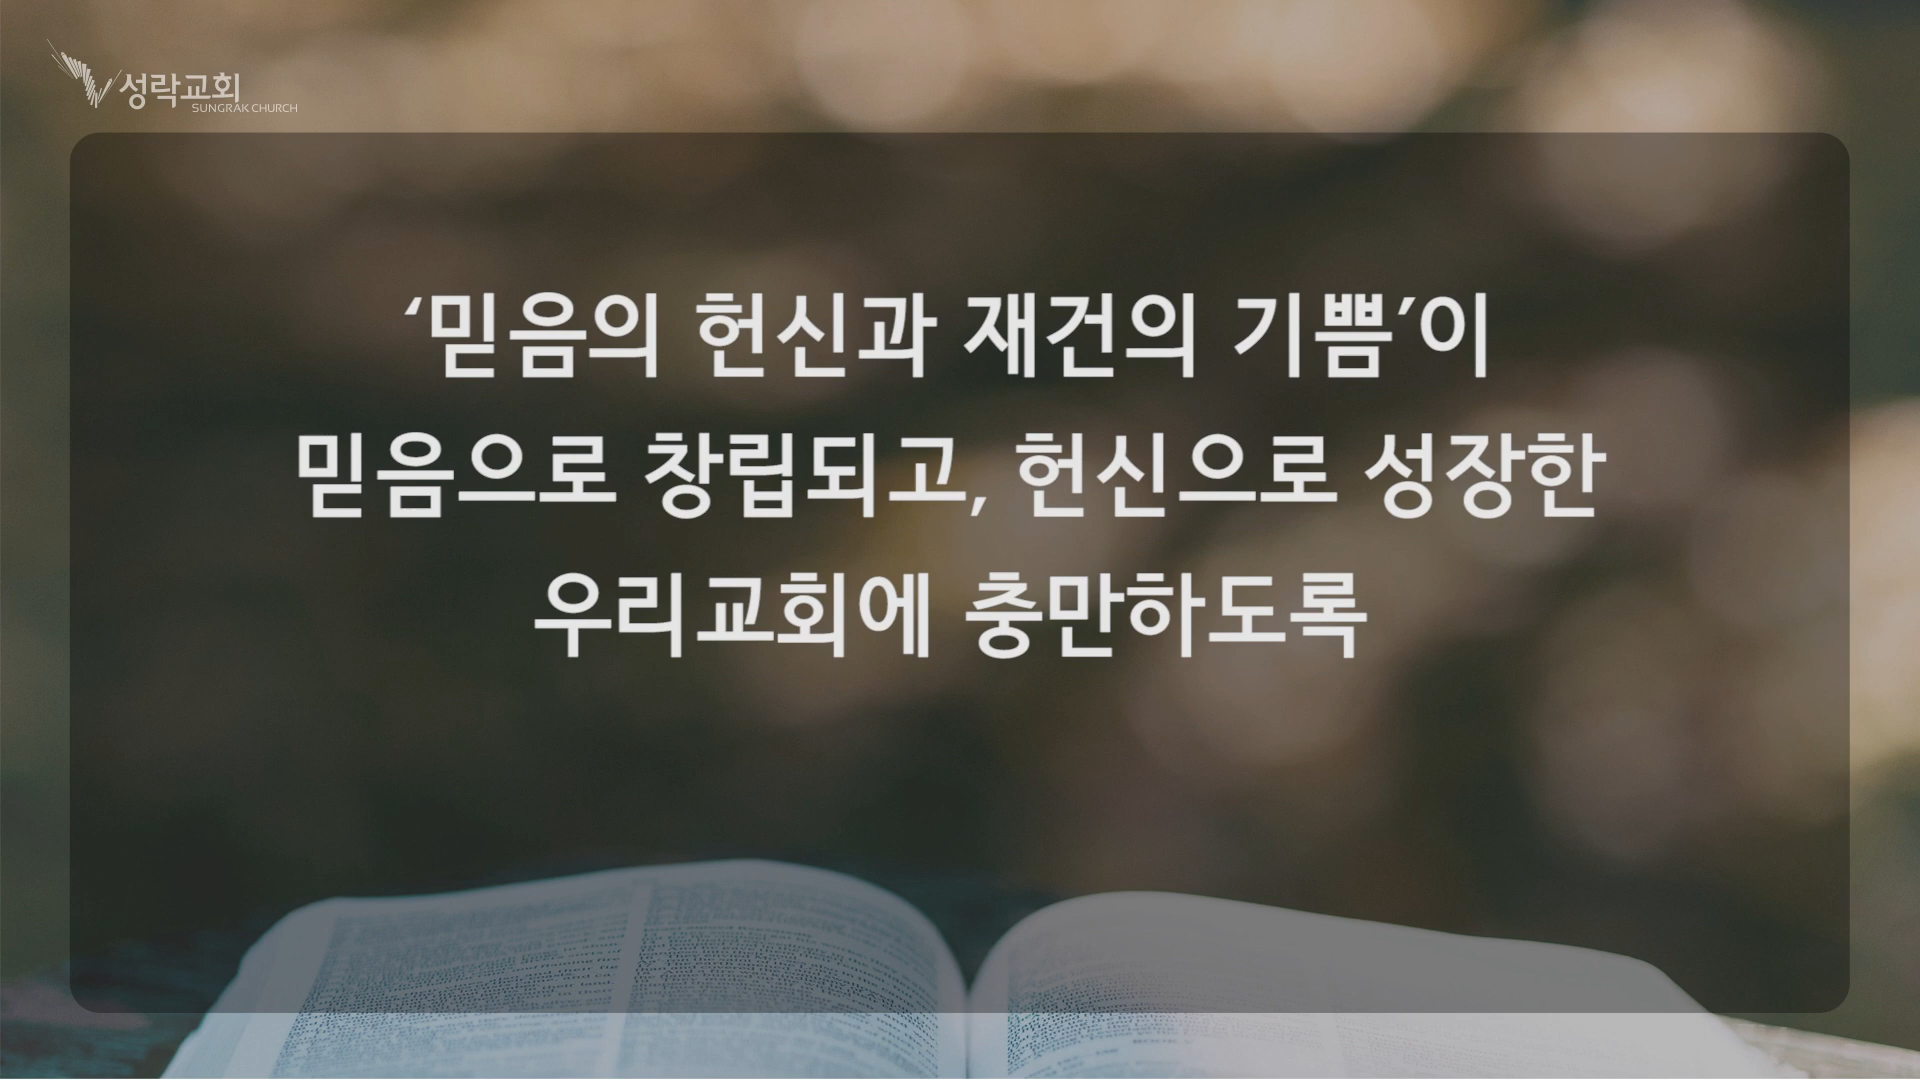 성락교회
SUNGRAK CHURCH
‘믿음의 헌신과 재건의 기쁨’이
믿음으로 창립되고, 헌신으로 성장한
우리교회에 충만하도록